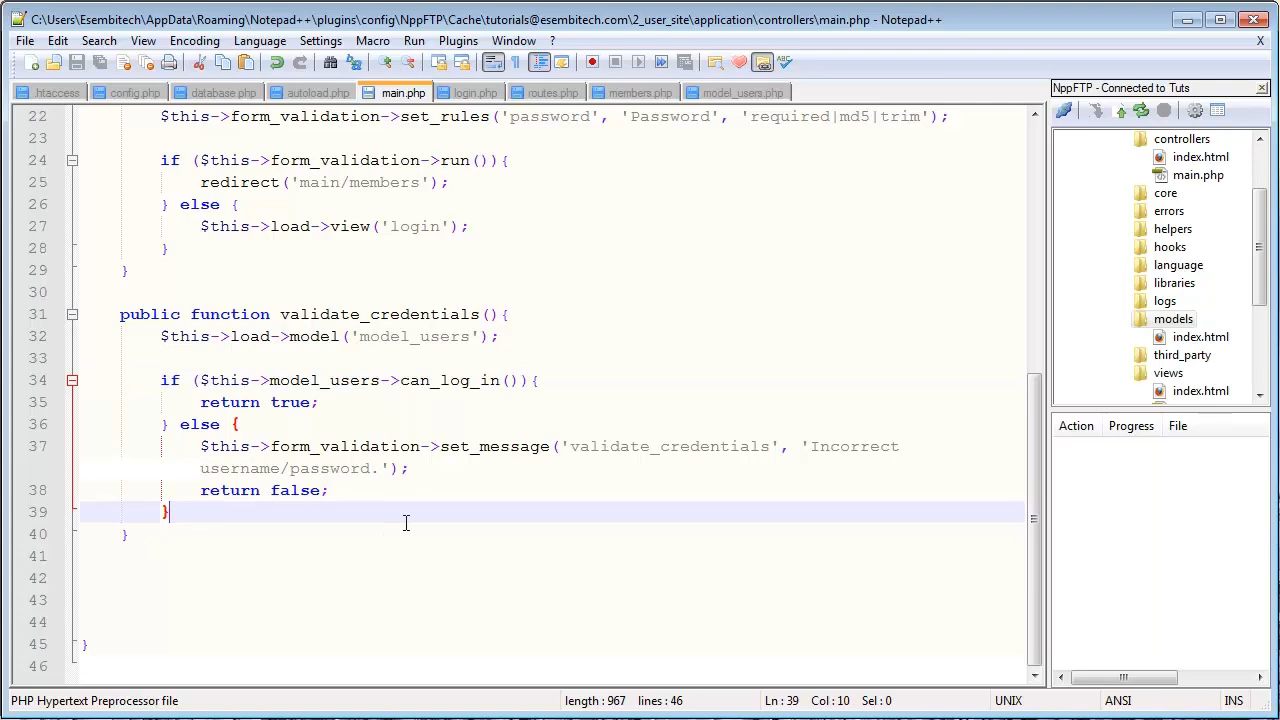 C:\Users\Esembitech\AppData\Roaming\Notepad++\plugins\config\NppFTP\Cache\tutorials@esembitech.com\2_user_site\application\controllers\main.php - Notepad++
File Edit Search View Encoding Language Settings Macro Run Plugins Window ? X
.htaccess config.php database.php autoload.php main.php login.php routes.php members.php model_users.php
22 $this->form_validation->set_rules('password', 'Password', 'required|md5|trim');
23
24 if ($this->form_validation->run()){
25 redirect('main/members');
26 } else {
27 $this->load->view('login');
28 }
29 }
30
31 public function validate_credentials(){
32 $this->load->model('model_users');
33
34 if ($this->model_users->can_log_in()){
35 return true;
36 } else {
37 $this->form_validation->set_message('validate_credentials', 'Incorrect
username/password.');
38 return false;
39 }
40 }
41
42
43
44
45 }
46
NppFTP - Connected to Tuts
controllers
index.html
main.php
core
errors
helpers
hooks
language
libraries
logs
models
index.html
third_party
views
index.html
Action Progress File
PHP Hypertext Preprocessor file length : 967 lines : 46 Ln : 39 Col : 10 Sel : 0 UNIX ANSI INS